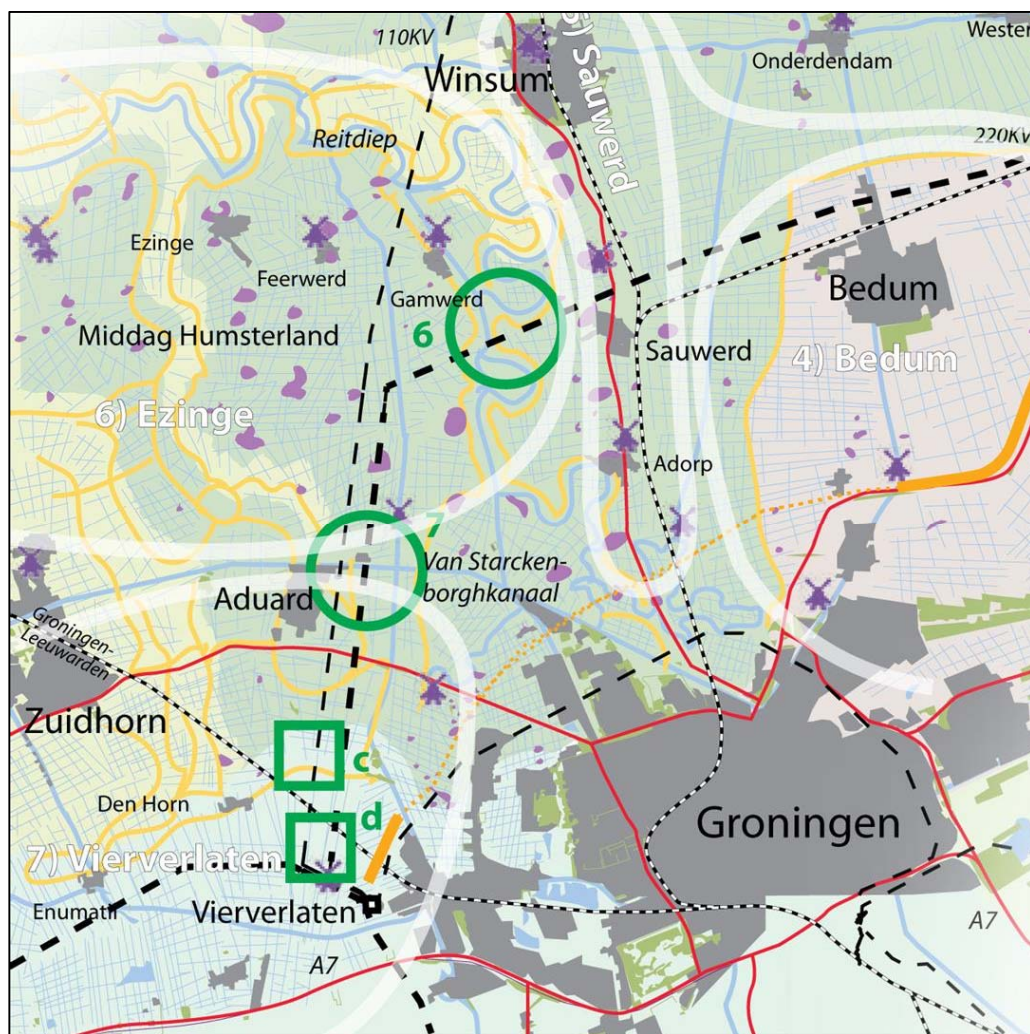 110KV
5) Sauwerd
Wester
Onderdendam
Winsum
Reitdiep
220KV
Ezinge
Feerwerd
Gamwerd
Bedum
Middag Humsterland
6
Sauwerd
4) Bedum
6) Ezinge
Adorp
7
Van Starcken-
borghkanaal
Aduard
Groningen-
Leeuwarden
Zuidhorn
c
Den Horn
d
Groningen
7) Vierverlaten
Enumatil
Vierverlaten
A7
A7